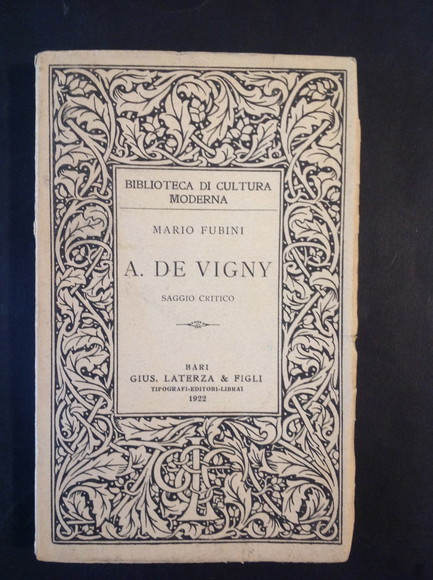 BIBLIOTECA DI CULTURA
MODERNA
MARIO FUBINI
A. DE VIGNY
SAGGIO CRITICO
BARI
GIUS. LATERZA & FIGLI
TIPOGRAFI-EDITORI-LIBRAI
1922